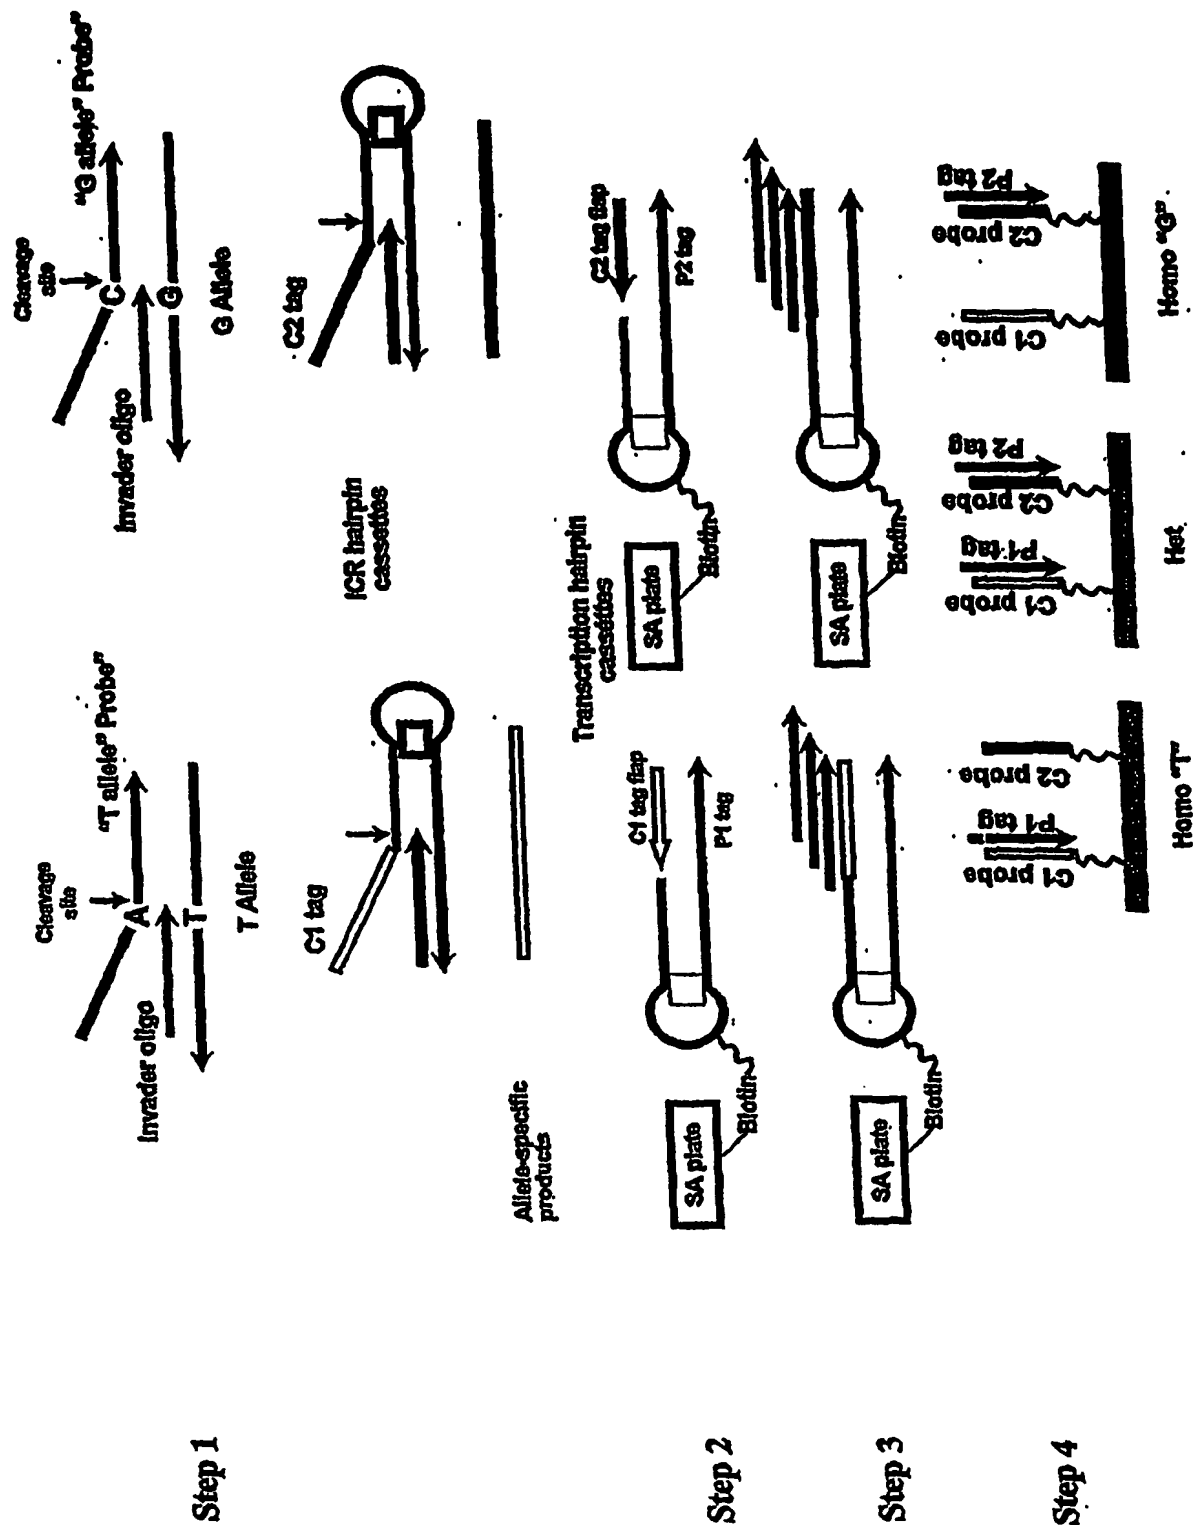 Step 1
Cleavage
site
"T allele" Probe"
A
Invader oligo
T
T Allele
Cleavage
site
"G allele" Probe"
C
Invader oligo
G
G Allele
C1 tag
ICR hairpin
cassettes
C2 tag
Allele-specific
products
Step 2
Transcription hairpin
cassettes
SA plate
Biotin
C1 tag flap
P1 tag
SA plate
Biotin
C2 tag flap
P2 tag
Step 3
SA plate
Biotin
SA plate
Biotin
Step 4
C1 probe
P1 tag
C2 probe
Homo "T"
C1 probe
P1 tag
C2 probe
P2 tag
Het
C1 probe
C2 probe
P2 tag
Homo "G"